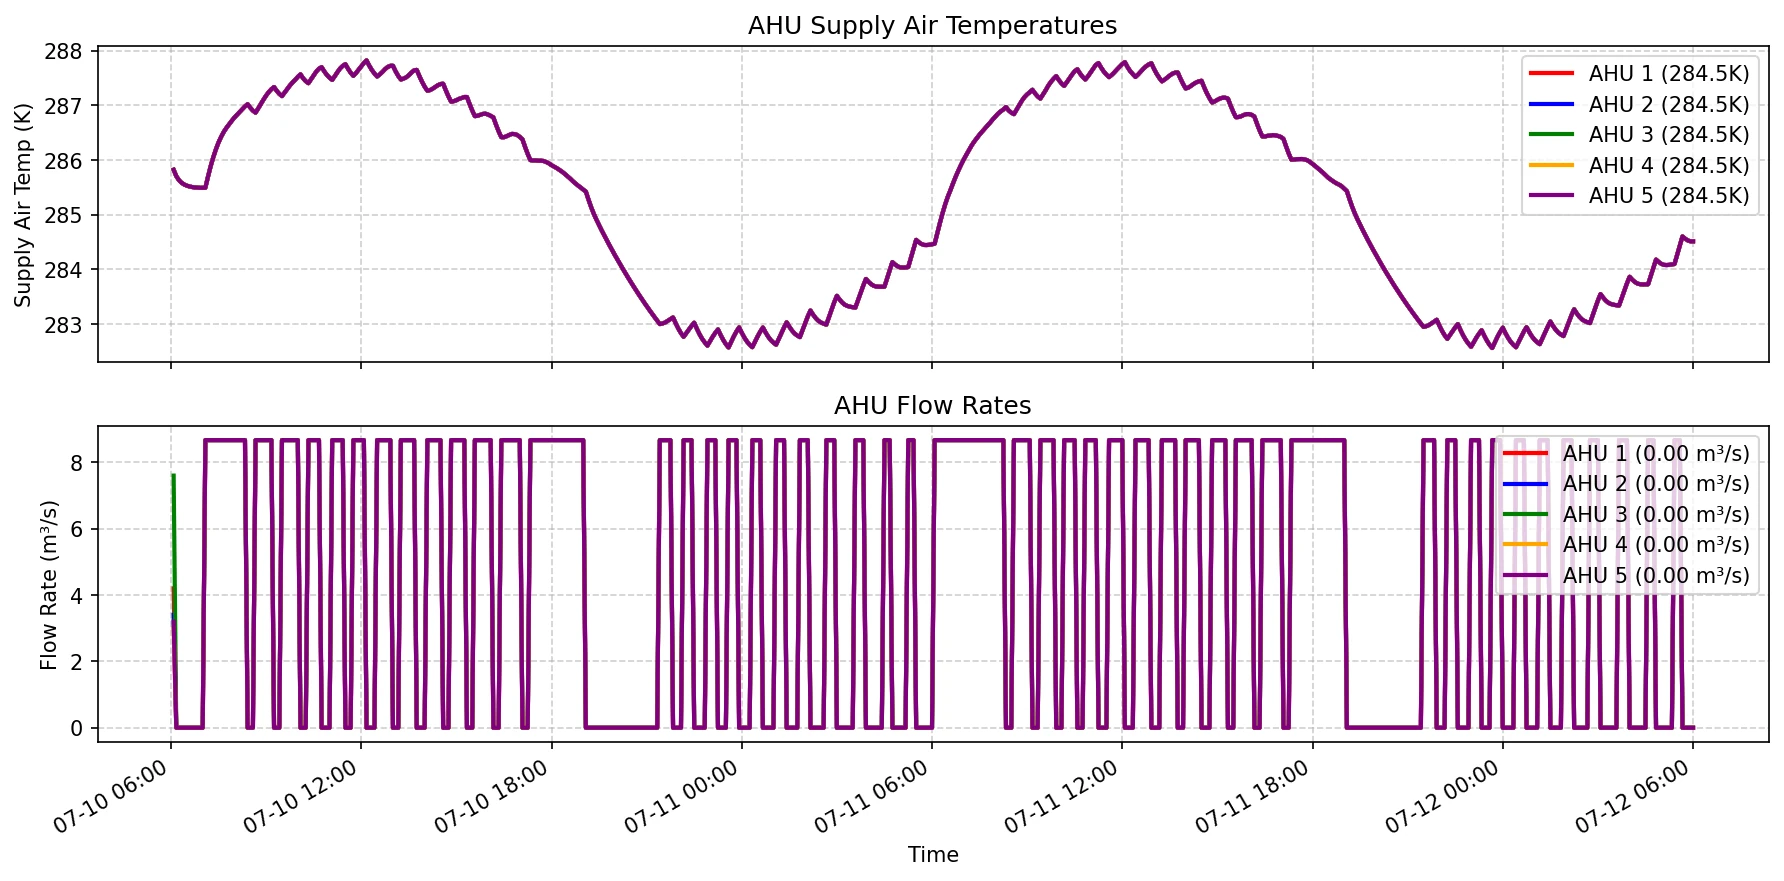 AHU Supply Air Temperatures
Supply Air Temp (K)
288
287
286
285
284
283
AHU 1 (284.5K)
AHU 2 (284.5K)
AHU 3 (284.5K)
AHU 4 (284.5K)
AHU 5 (284.5K)
AHU Flow Rates
Flow Rate (m³/s)
8
6
4
2
0
AHU 1 (0.00 m³/s)
AHU 2 (0.00 m³/s)
AHU 3 (0.00 m³/s)
AHU 4 (0.00 m³/s)
AHU 5 (0.00 m³/s)
07-10 06:00
07-10 12:00
07-10 18:00
07-11 00:00
07-11 06:00
07-11 12:00
07-11 18:00
07-12 00:00
07-12 06:00
Time